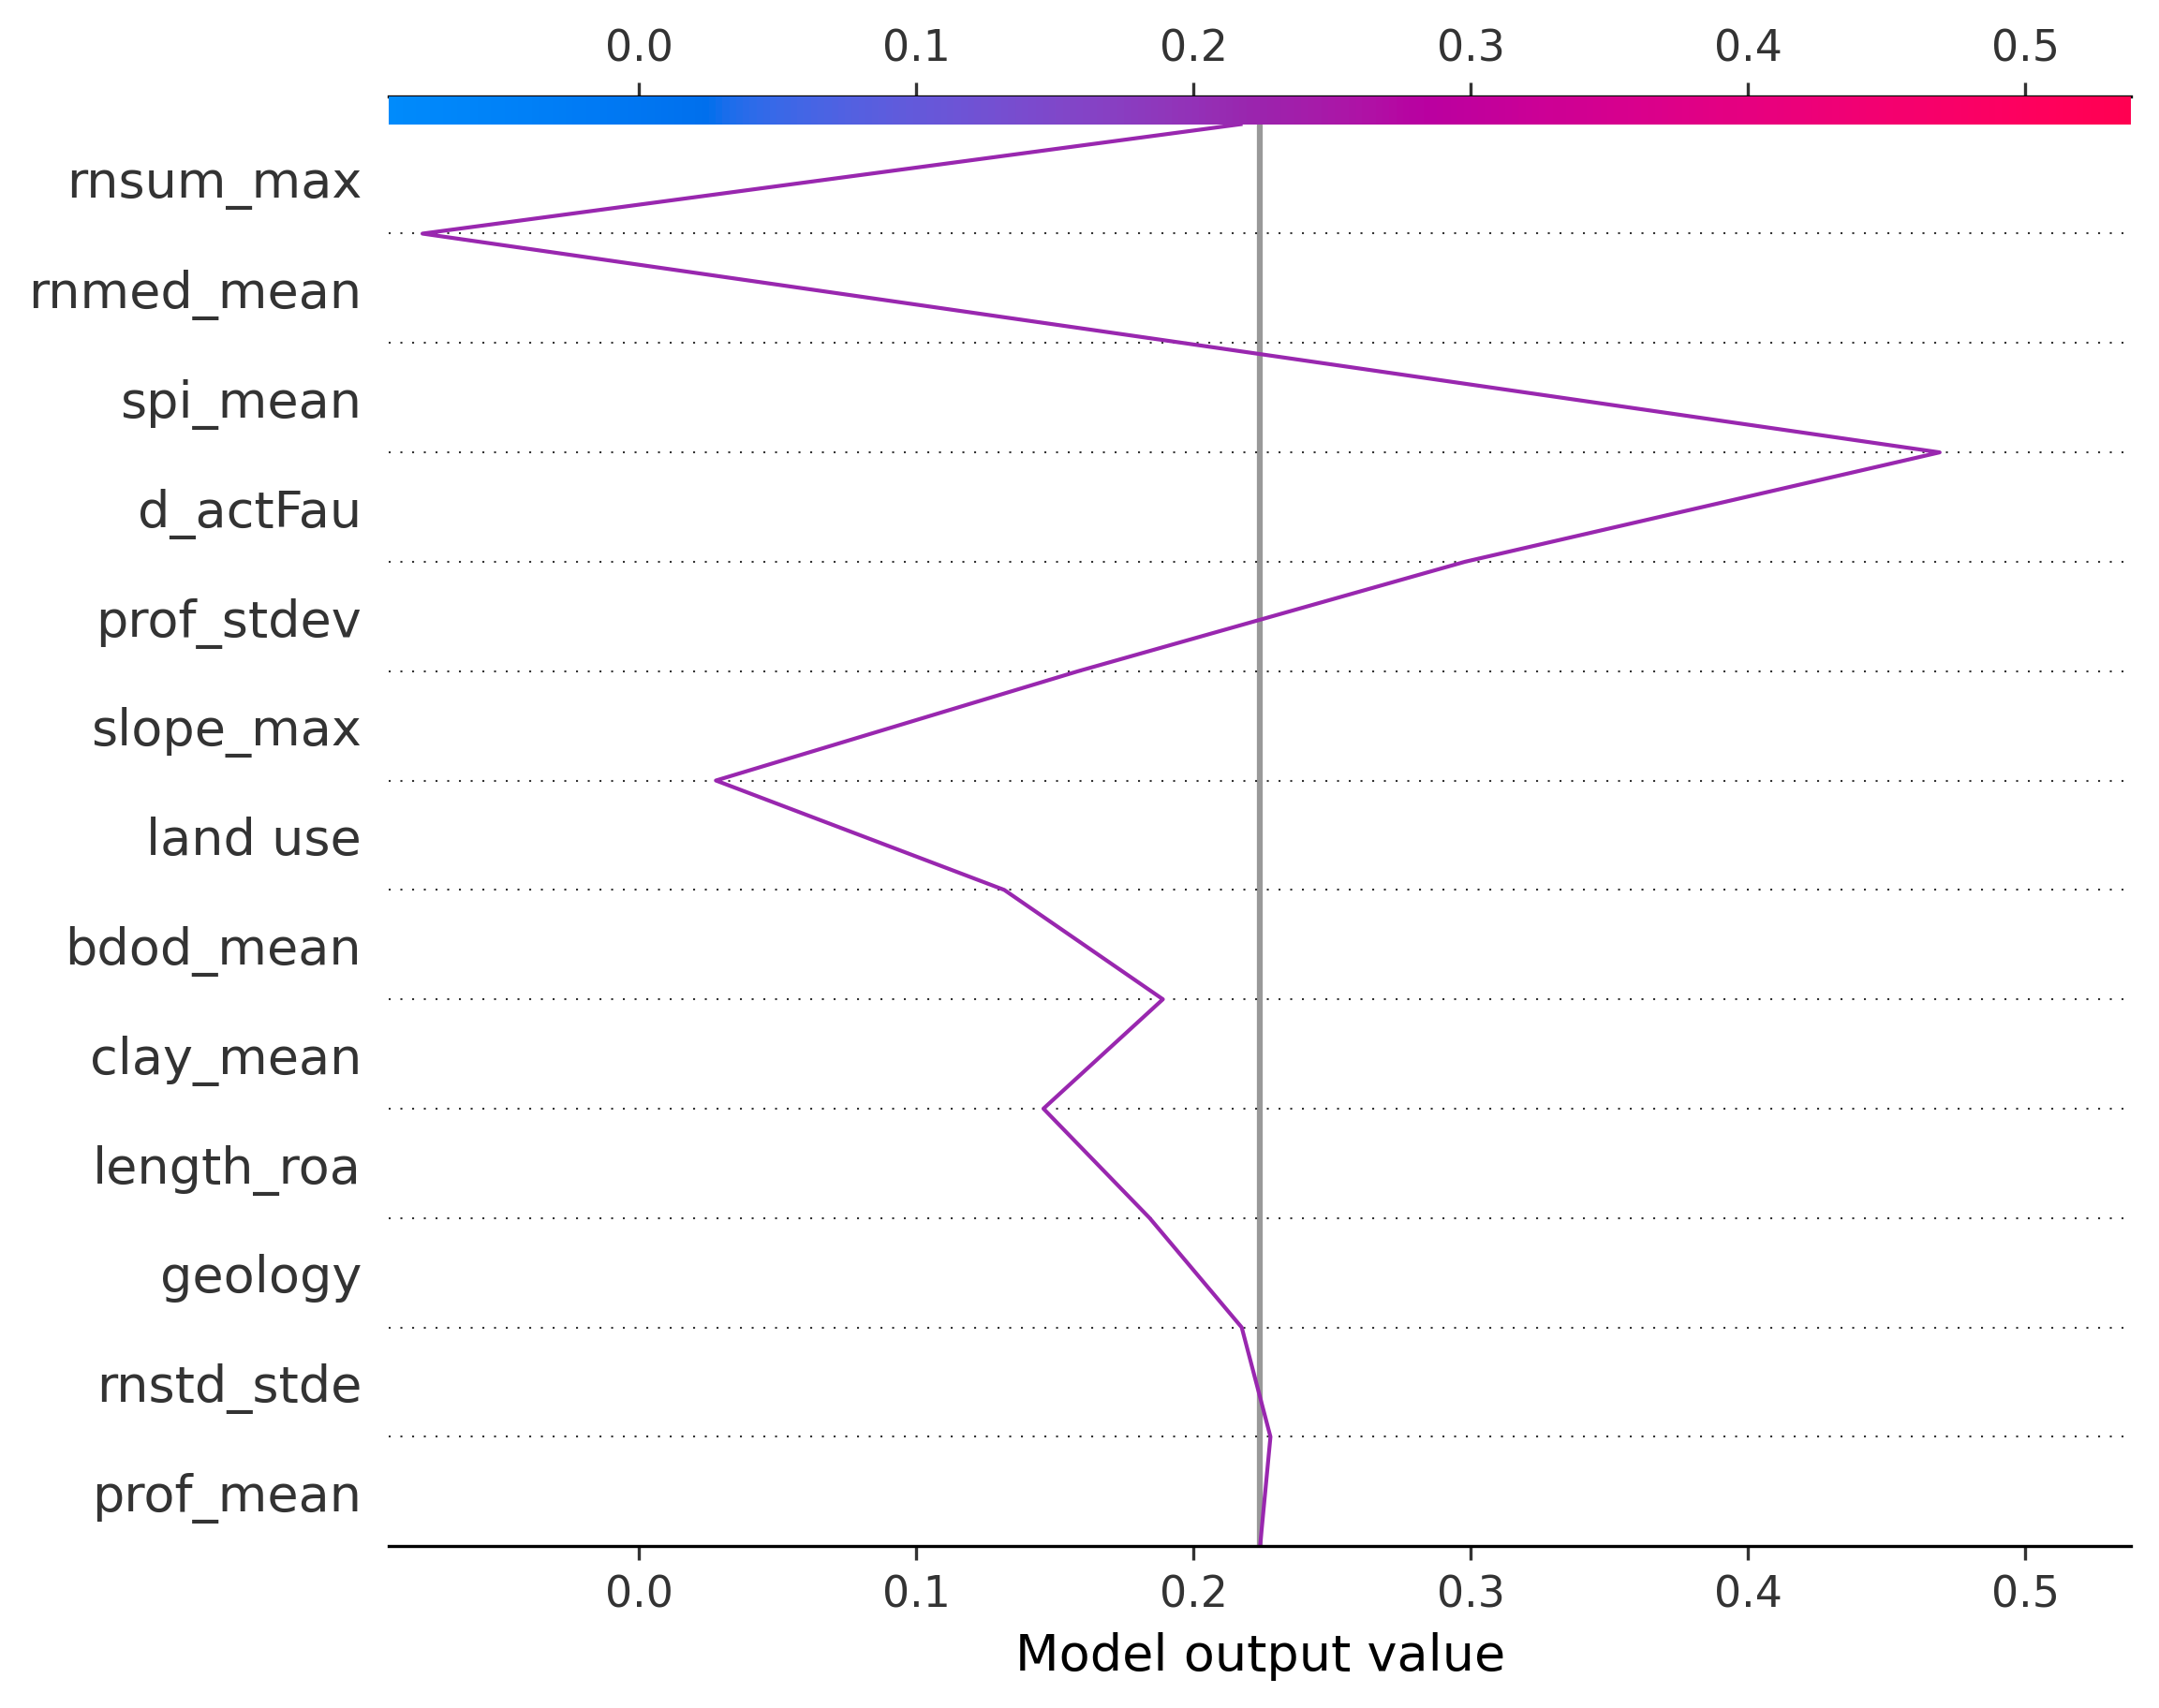 0.0 0.1 0.2 0.3 0.4 0.5
rnsum_max
rnmed_mean
spi_mean
d_actFau
prof_stdev
slope_max
land use
bdod_mean
clay_mean
length_roa
geology
rnstd_stde
prof_mean
0.0 0.1 0.2 0.3 0.4 0.5
Model output value